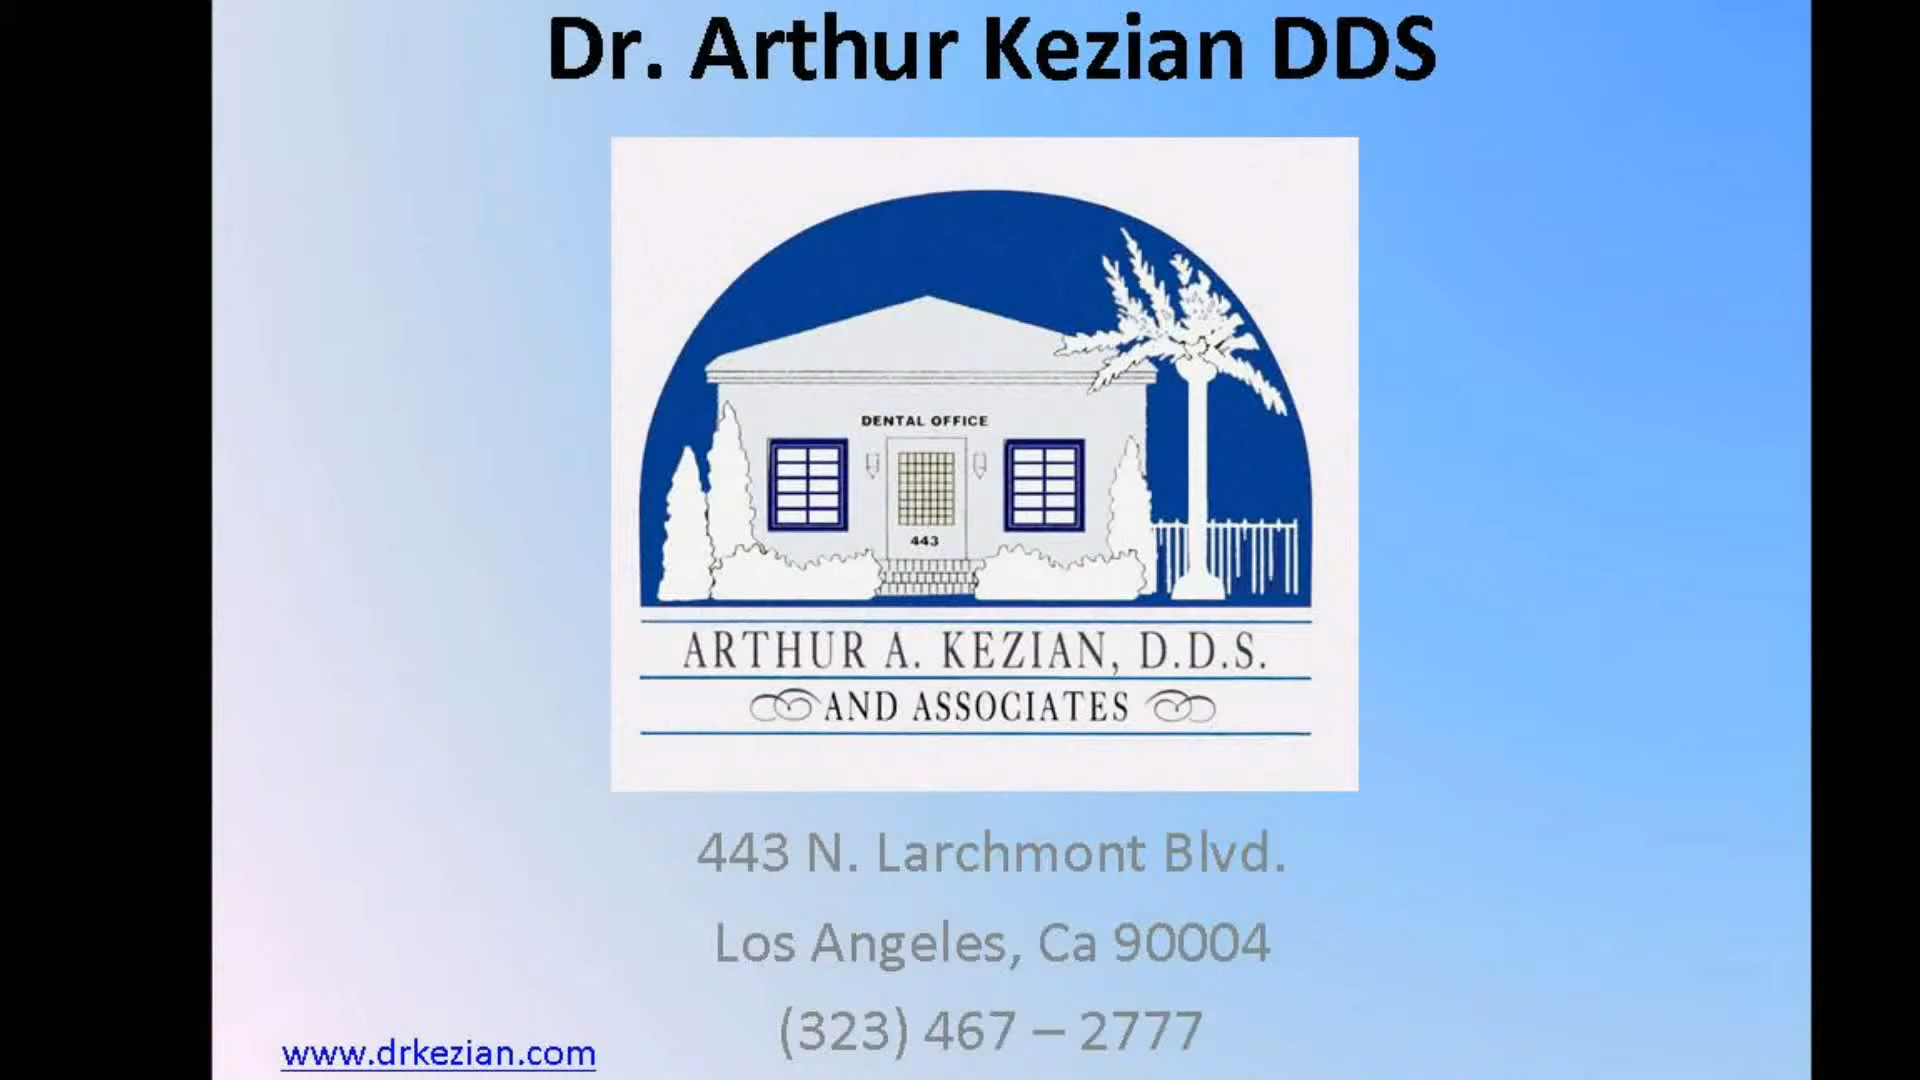 Dr. Arthur Kezian DDS
DENTAL OFFICE
443
ARTHUR A. KEZIAN, D.D.S.
AND ASSOCIATES
443 N. Larchmont Blvd.
Los Angeles, Ca 90004
(323) 467 – 2777
www.drkezian.com